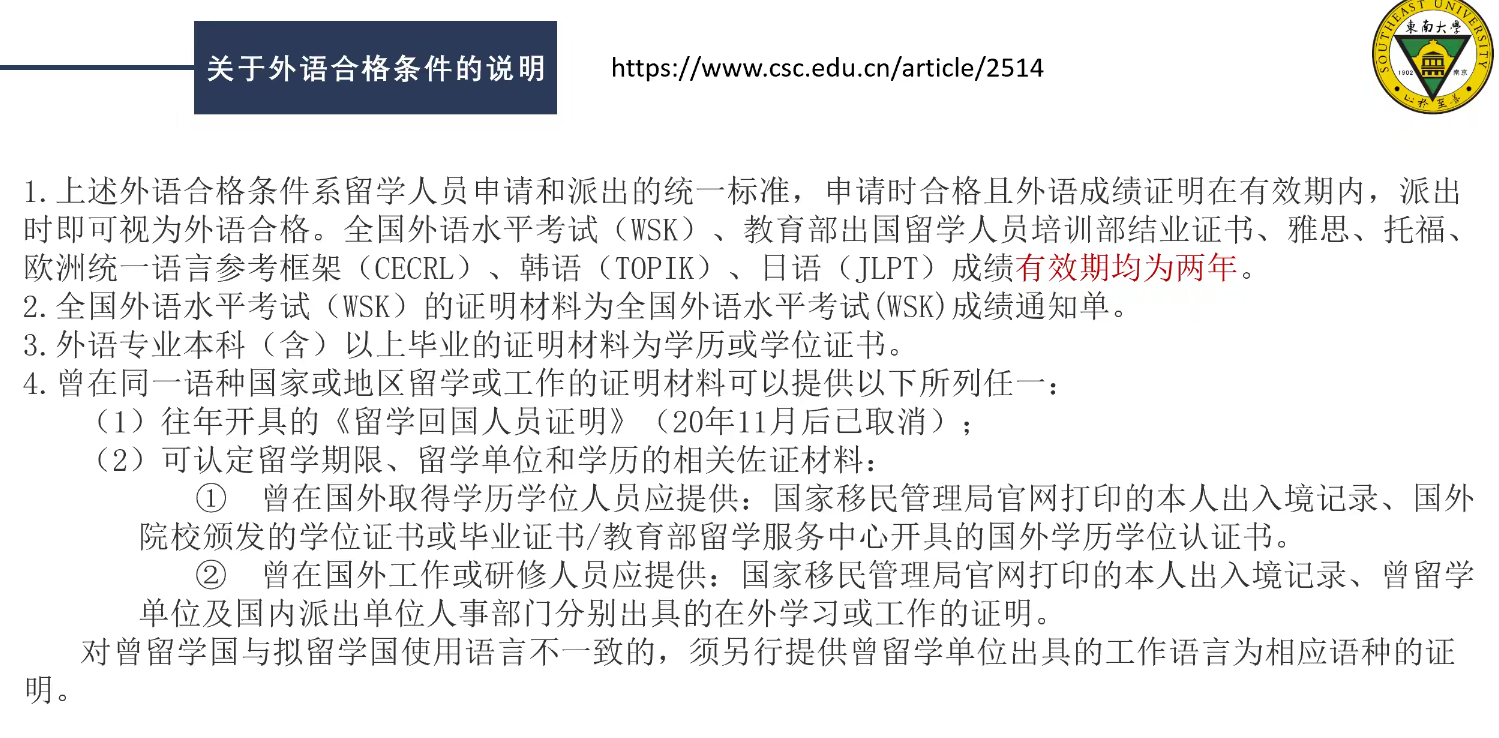 关于外语合格条件的说明
https://www.csc.edu.cn/article/2514
SOUTHEAST UNIVERSITY
東南大學
1902 南京
止於至善
1.上述外语合格条件系留学人员申请和派出的统一标准，申请时合格且外语成绩证明在有效期内，派出
时即可视为外语合格。全国外语水平考试（WSK）、教育部出国留学人员培训部结业证书、雅思、托福、
欧洲统一语言参考框架（CECRL）、韩语（TOPIK）、日语（JLPT）成绩有效期均为两年。
2.全国外语水平考试（WSK）的证明材料为全国外语水平考试(WSK)成绩通知单。
3.外语专业本科（含）以上毕业的证明材料为学历或学位证书。
4.曾在同一语种国家或地区留学或工作的证明材料可以提供以下所列任一：
（1）往年开具的《留学回国人员证明》（20年11月后已取消）；
（2）可认定留学期限、留学单位和学历的相关佐证材料：
① 曾在国外取得学历学位人员应提供：国家移民管理局官网打印的本人出入境记录、国外
院校颁发的学位证书或毕业证书/教育部留学服务中心开具的国外学历学位认证书。
② 曾在国外工作或研修人员应提供：国家移民管理局官网打印的本人出入境记录、曾留学
单位及国内派出单位人事部门分别出具的在外学习或工作的证明。
对曾留学国与拟留学国使用语言不一致的，须另行提供曾留学单位出具的工作语言为相应语种的证
明。